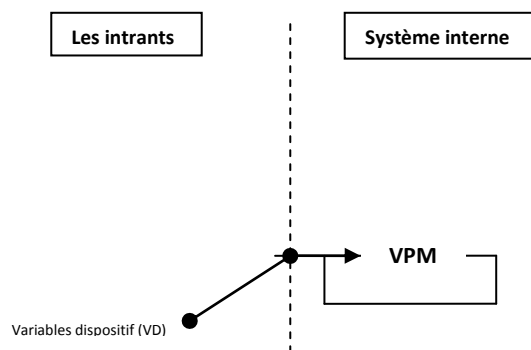 Les intrants
Système interne
VPM
Variables dispositif (VD)